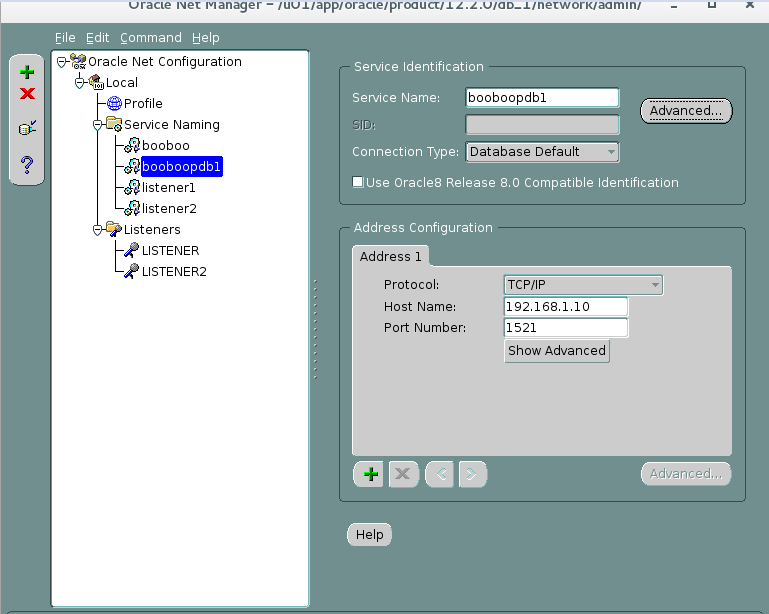 Oracle Net Manager - /u01/app/oracle/product/12.2.0/db_1/network/admin/
File Edit Command Help
Oracle Net Configuration
Local
Profile
Service Naming
booboo
booboopdb1
listener1
listener2
Listeners
LISTENER
LISTENER2
Service Identification
Service Name: booboopdb1
Advanced...
SID:
Connection Type: Database Default
Use Oracle8 Release 8.0 Compatible Identification
Address Configuration
Address 1
Protocol: TCP/IP
Host Name: 192.168.1.10
Port Number: 1521
Show Advanced
Advanced...
Help